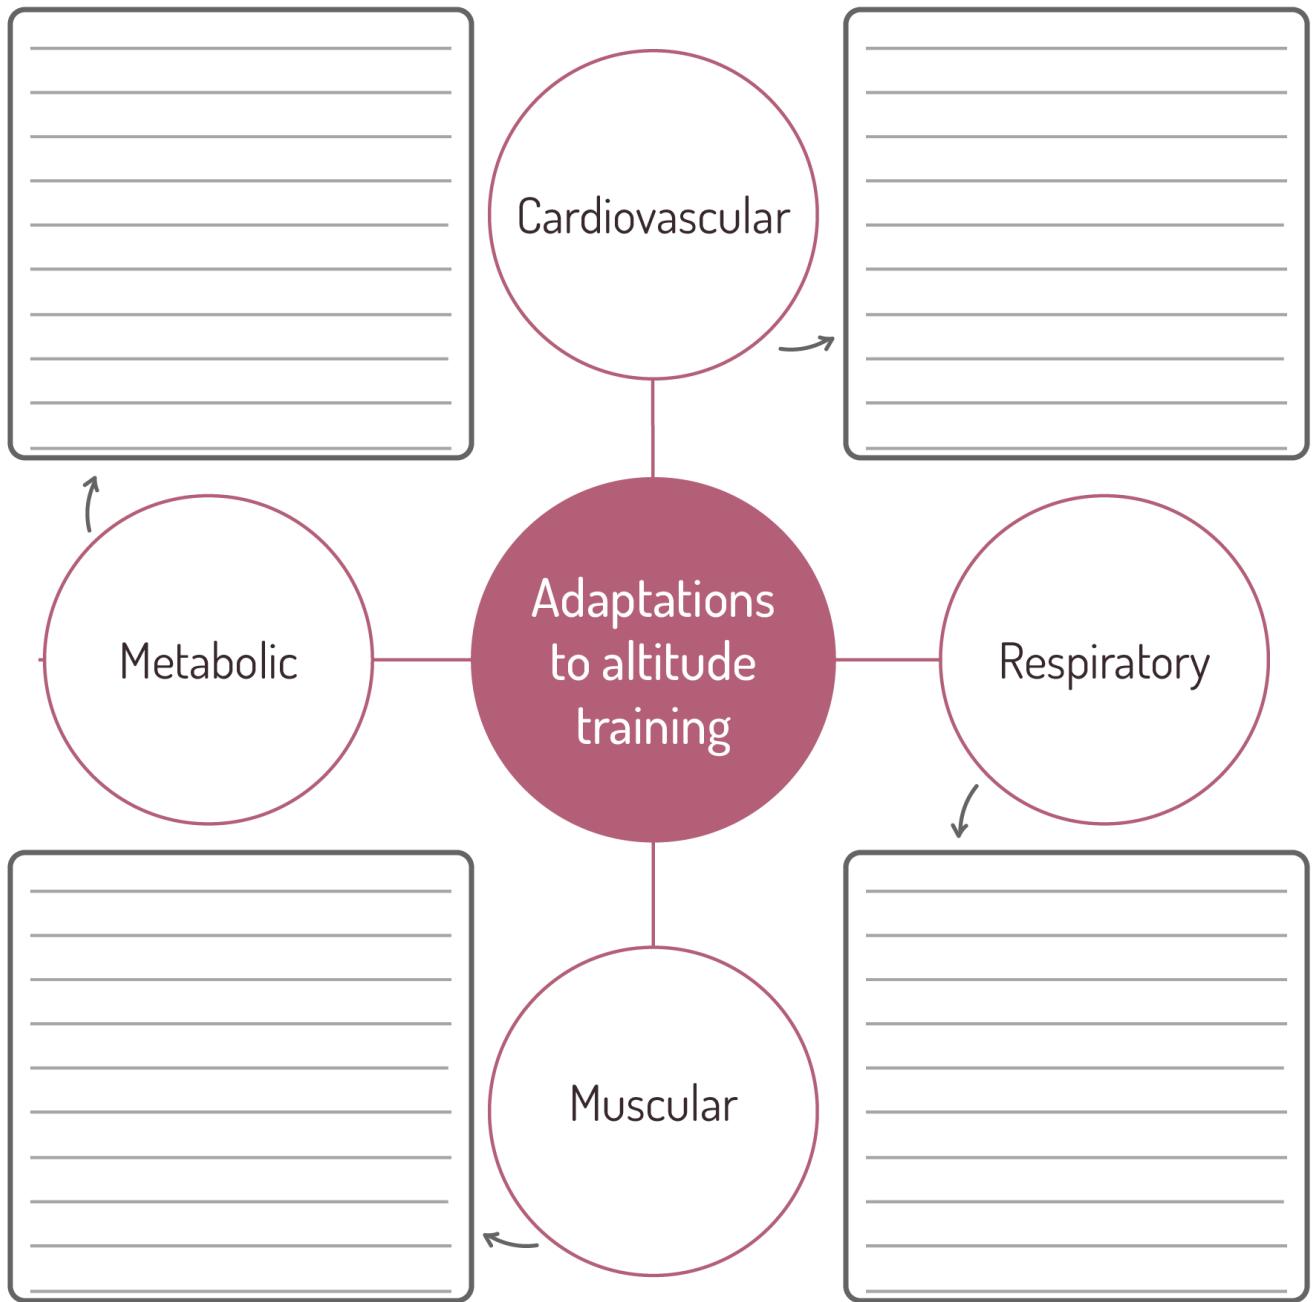 Cardiovascular
Adaptations
to altitude
training
Metabolic
Respiratory
Muscular